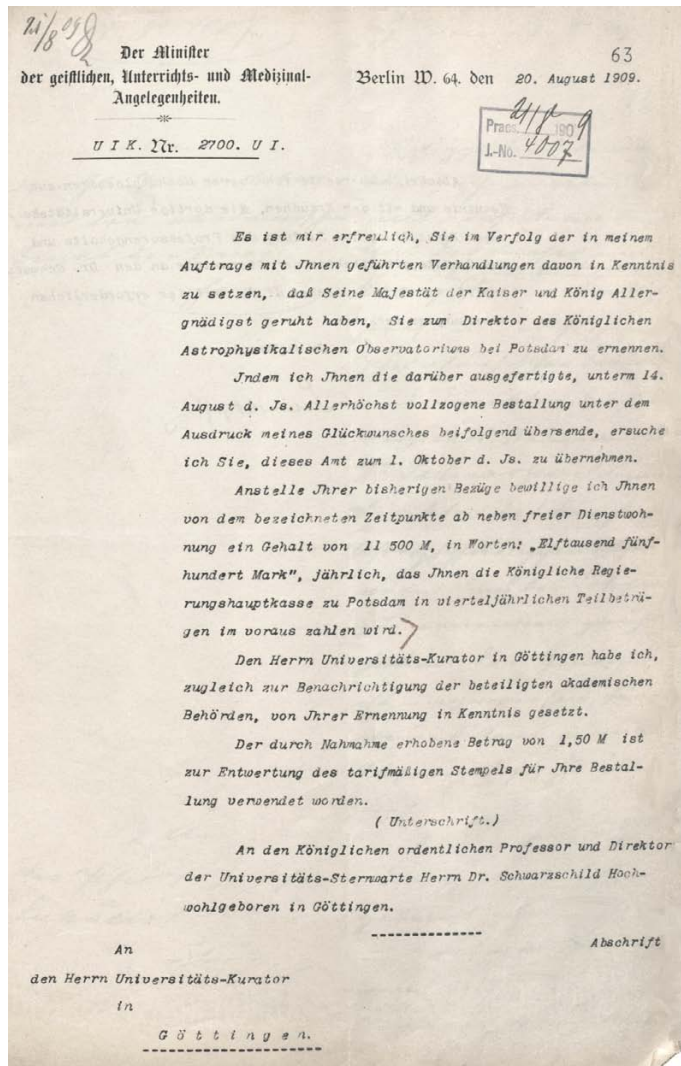 21/8 09
63
Der Minister
der geistlichen, Unterrichts- und Medizinal-
Angelegenheiten.
U I K. Nr. 2700. U I.
Berlin W. 64. den 20. August 1909.
Praes. 21/8 1909
J.-No. 4007
Es ist mir erfreulich, Sie im Verfolg der in meinem
Auftrage mit Jhnen geführten Verhandlungen davon in Kenntnis
zu setzen, daß Seine Majestät der Kaiser und König Aller-
gnädigst geruht haben, Sie zum Direktor des Königlichen
Astrophysikalischen Observatoriums bei Potsdam zu ernennen.
Jndem ich Jhnen die darüber ausgefertigte, unterm 14.
August d. Js. Allerhöchst vollzogene Bestallung unter dem
Ausdruck meines Glückwunsches beifolgend übersende, ersuche
ich Sie, dieses Amt zum 1. Oktober d. Js. zu übernehmen.
Anstelle Jhrer bisherigen Bezüge bewillige ich Jhnen
von dem bezeichneten Zeitpunkte ab neben freier Dienstwoh-
nung ein Gehalt von 11 500 M, in Worten: „Elftausend fünf-
hundert Mark", jährlich, das Jhnen die Königliche Regie-
rungshauptkasse zu Potsdam in vierteljährlichen Teilbeträ-
gen im voraus zahlen wird.
Den Herrn Universitäts-Kurator in Göttingen habe ich,
zugleich zur Benachrichtigung der beteiligten akademischen
Behörden, von Jhrer Ernennung in Kenntnis gesetzt.
Der durch Nahmahme erhobene Betrag von 1,50 M ist
zur Entwertung des tarifmäßigen Stempels für Jhre Bestal-
lung verwendet worden.
(Unterschrift.)
An den Königlichen ordentlichen Professor und Direktor
der Universitäts-Sternwarte Herrn Dr. Schwarzschild Hoch-
wohlgeboren in Göttingen.
Abschrift
An
den Herrn Universitäts-Kurator
in
Göttingen.